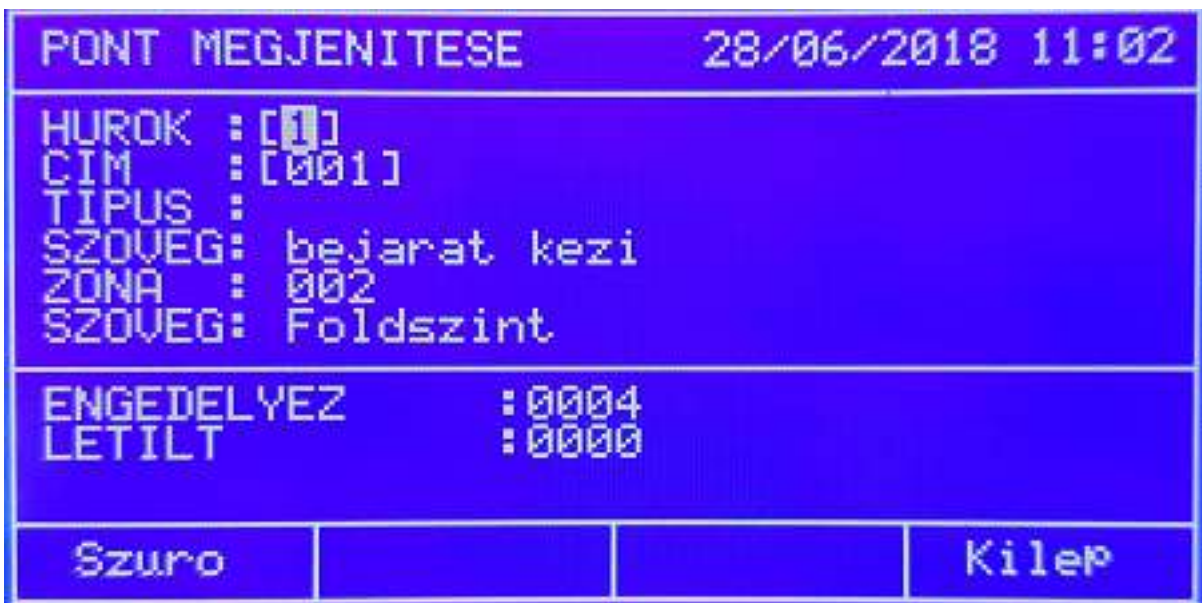 PONT MEGJENITESE 28/06/2018 11:02
HUROK :[1]
CIM :[001]
TIPUS :
SZOVEG: bejarat kezi
ZONA : 002
SZOVEG: Foldszint
ENGEDELYEZ :0004
LETILT :0000
Szuro Kilep